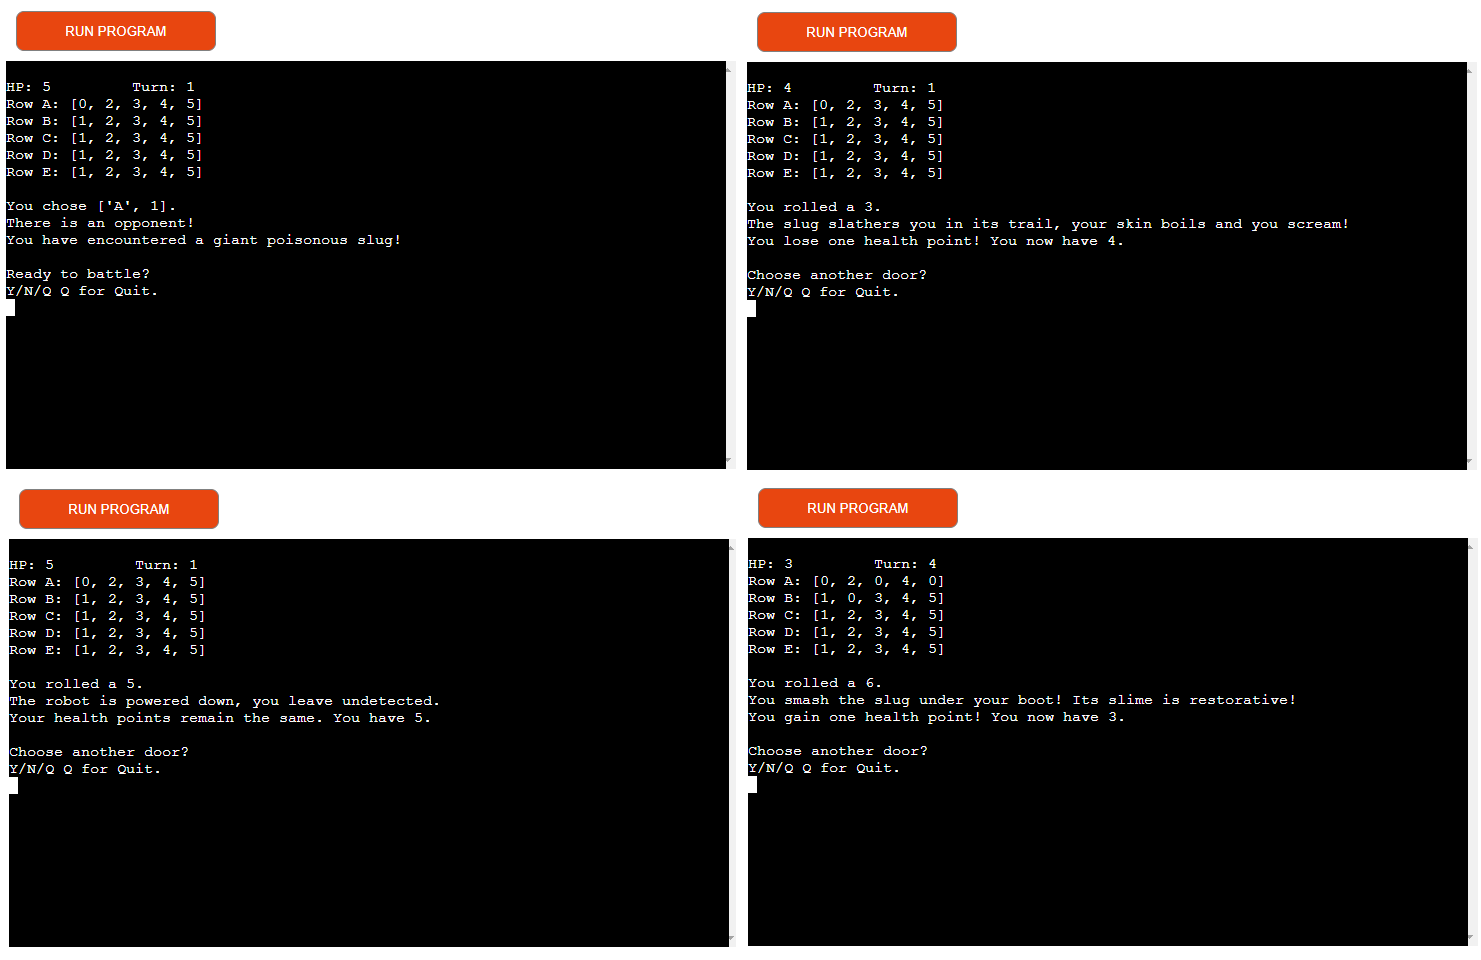 RUN PROGRAM
HP: 5         Turn: 1
Row A: [0, 2, 3, 4, 5]
Row B: [1, 2, 3, 4, 5]
Row C: [1, 2, 3, 4, 5]
Row D: [1, 2, 3, 4, 5]
Row E: [1, 2, 3, 4, 5]
You chose ['A', 1].
There is an opponent!
You have encountered a giant poisonous slug!
Ready to battle?
Y/N/Q Q for Quit.
RUN PROGRAM
HP: 4         Turn: 1
Row A: [0, 2, 3, 4, 5]
Row B: [1, 2, 3, 4, 5]
Row C: [1, 2, 3, 4, 5]
Row D: [1, 2, 3, 4, 5]
Row E: [1, 2, 3, 4, 5]
You rolled a 3.
The slug slathers you in its trail, your skin boils and you scream!
You lose one health point! You now have 4.
Choose another door?
Y/N/Q Q for Quit.
RUN PROGRAM
HP: 5         Turn: 1
Row A: [0, 2, 3, 4, 5]
Row B: [1, 2, 3, 4, 5]
Row C: [1, 2, 3, 4, 5]
Row D: [1, 2, 3, 4, 5]
Row E: [1, 2, 3, 4, 5]
You rolled a 5.
The robot is powered down, you leave undetected.
Your health points remain the same. You have 5.
Choose another door?
Y/N/Q Q for Quit.
RUN PROGRAM
HP: 3         Turn: 4
Row A: [0, 2, 0, 4, 0]
Row B: [1, 0, 3, 4, 5]
Row C: [1, 2, 3, 4, 5]
Row D: [1, 2, 3, 4, 5]
Row E: [1, 2, 3, 4, 5]
You rolled a 6.
You smash the slug under your boot! Its slime is restorative!
You gain one health point! You now have 3.
Choose another door?
Y/N/Q Q for Quit.